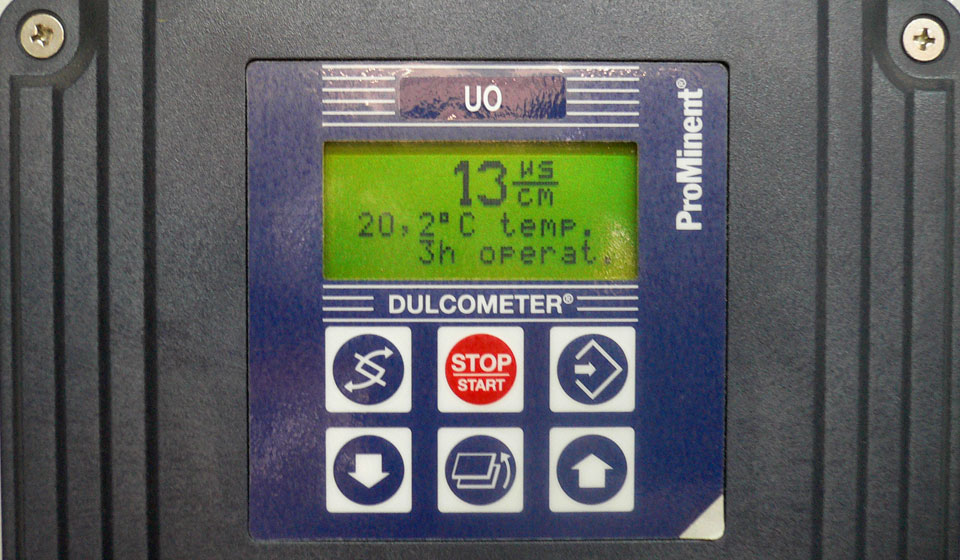 UO
ProMinent®
13 µs/cm
20,2°C temp.
3h operat.
DULCOMETER®
STOP
START